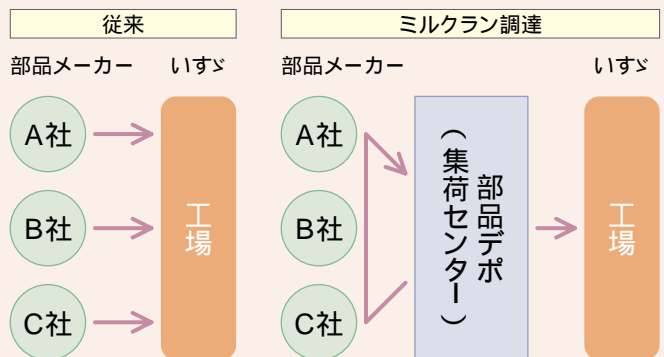 従来
部品メーカー
いすゞ
A社
B社
C社
工場
ミルクラン調達
部品メーカー
いすゞ
A社
B社
C社
部品デポ
(集荷センター)
工場